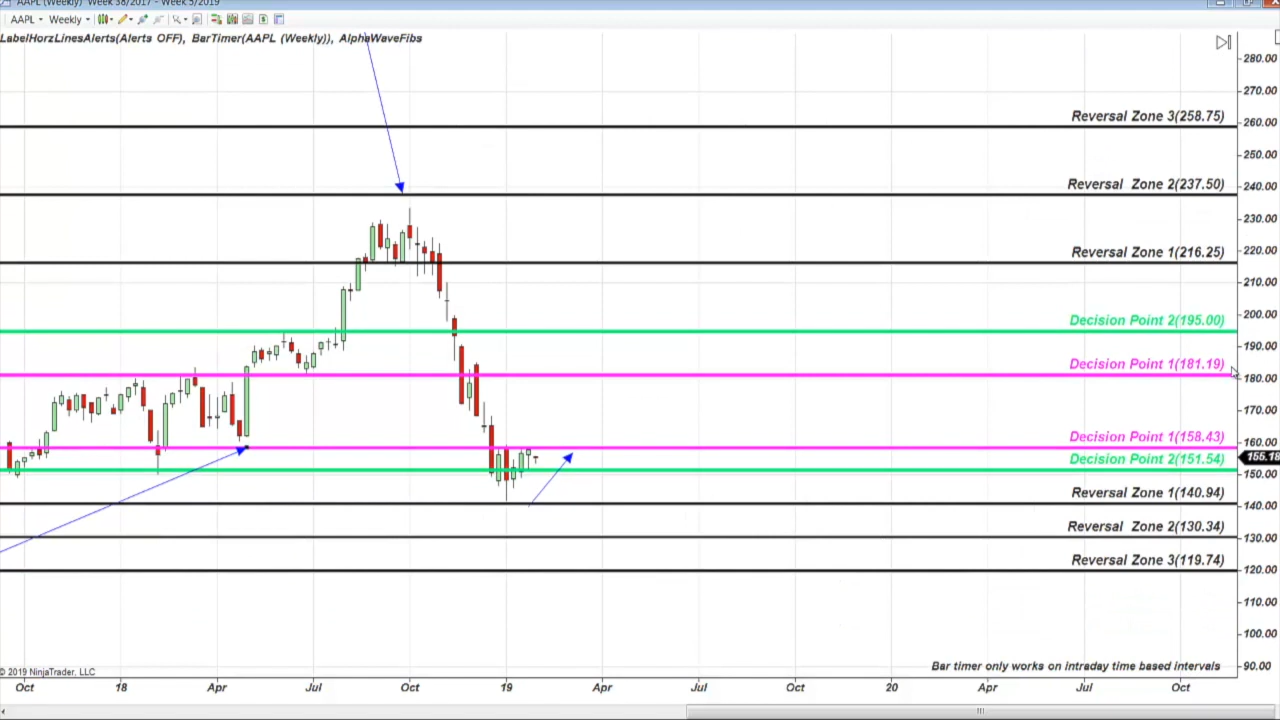 AAPL (Weekly) Week 38/2017 - Week 5/2019
AAPL Weekly
LabelHorzLinesAlerts(Alerts OFF), BarTimer(AAPL (Weekly)), AlphaWaveFibs
280.00
270.00
Reversal Zone 3(258.75)
260.00
250.00
Reversal Zone 2(237.50)
240.00
230.00
Reversal Zone 1(216.25)
220.00
210.00
Decision Point 2(195.00)
200.00
190.00
Decision Point 1(181.19)
180.00
170.00
Decision Point 1(158.43)
160.00
Decision Point 2(151.54)
155.18
150.00
Reversal Zone 1(140.94)
140.00
Reversal Zone 2(130.34)
130.00
Reversal Zone 3(119.74)
120.00
110.00
100.00
90.00
© 2019 NinjaTrader, LLC
Bar timer only works on intraday time based intervals
Oct 18 Apr Jul Oct 19 Apr Jul Oct 20 Apr Jul Oct